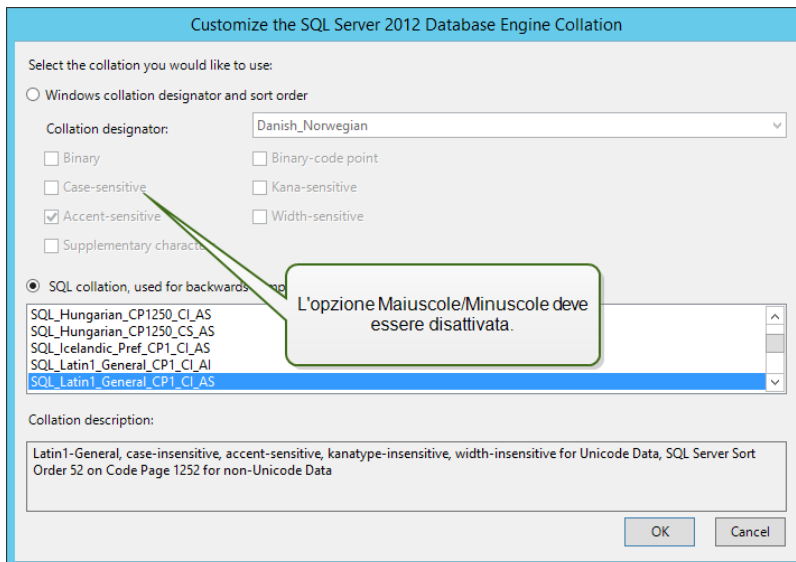 Customize the SQL Server 2012 Database Engine Collation
Select the collation you would like to use:
Windows collation designator and sort order
Collation designator:
Danish_Norwegian
Binary
Binary-code point
Case-sensitive
Kana-sensitive
Accent-sensitive
Width-sensitive
Supplementary charact
SQL collation, used for backwards
L'opzione Maiuscole/Minuscole deve
essere disattivata.
SQL_Hungarian_CP1250_CI_AS
SQL_Hungarian_CP1250_CS_AS
SQL_Icelandic_Pref_CP1_CI_AS
SQL_Latin1_General_CP1_CI_AI
SQL_Latin1_General_CP1_CI_AS
Collation description:
Latin1-General, case-insensitive, accent-sensitive, kanatype-insensitive, width-insensitive for Unicode Data, SQL Server Sort
Order 52 on Code Page 1252 for non-Unicode Data
OK
Cancel